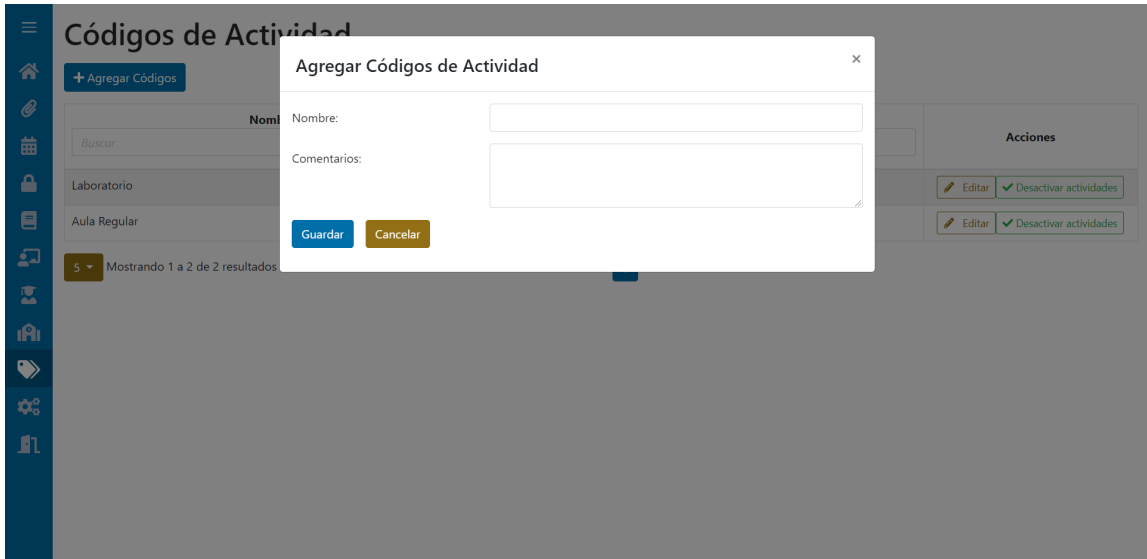 Códigos de Actividad
Agregar Códigos de Actividad
×
+ Agregar Códigos
Nombre:
Buscar
Acciones
Comentarios:
Laboratorio
Editar
Desactivar actividades
Aula Regular
Editar
Desactivar actividades
Guardar
Cancelar
5
Mostrando 1 a 2 de 2 resultados